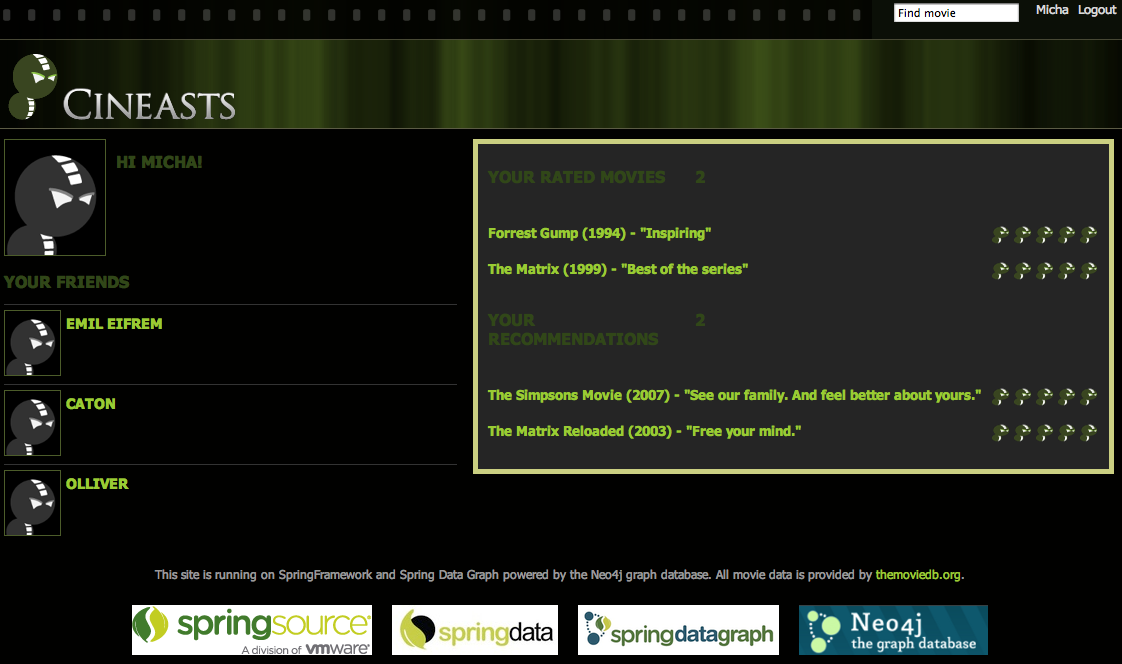 Find movie
Micha Logout
CINEASTS
HI MICHA!
YOUR FRIENDS
EMIL EIFREM
CATON
OLLIVER
YOUR RATED MOVIES 2
Forrest Gump (1994) - "Inspiring"
The Matrix (1999) - "Best of the series"
YOUR 2
RECOMMENDATIONS
The Simpsons Movie (2007) - "See our family. And feel better about yours."
The Matrix Reloaded (2003) - "Free your mind."
This site is running on SpringFramework and Spring Data Graph powered by the Neo4j graph database. All movie data is provided by themoviedb.org.
springsource®
A division of vmware®
springdata
springdatagraph
Neo4j
the graph database